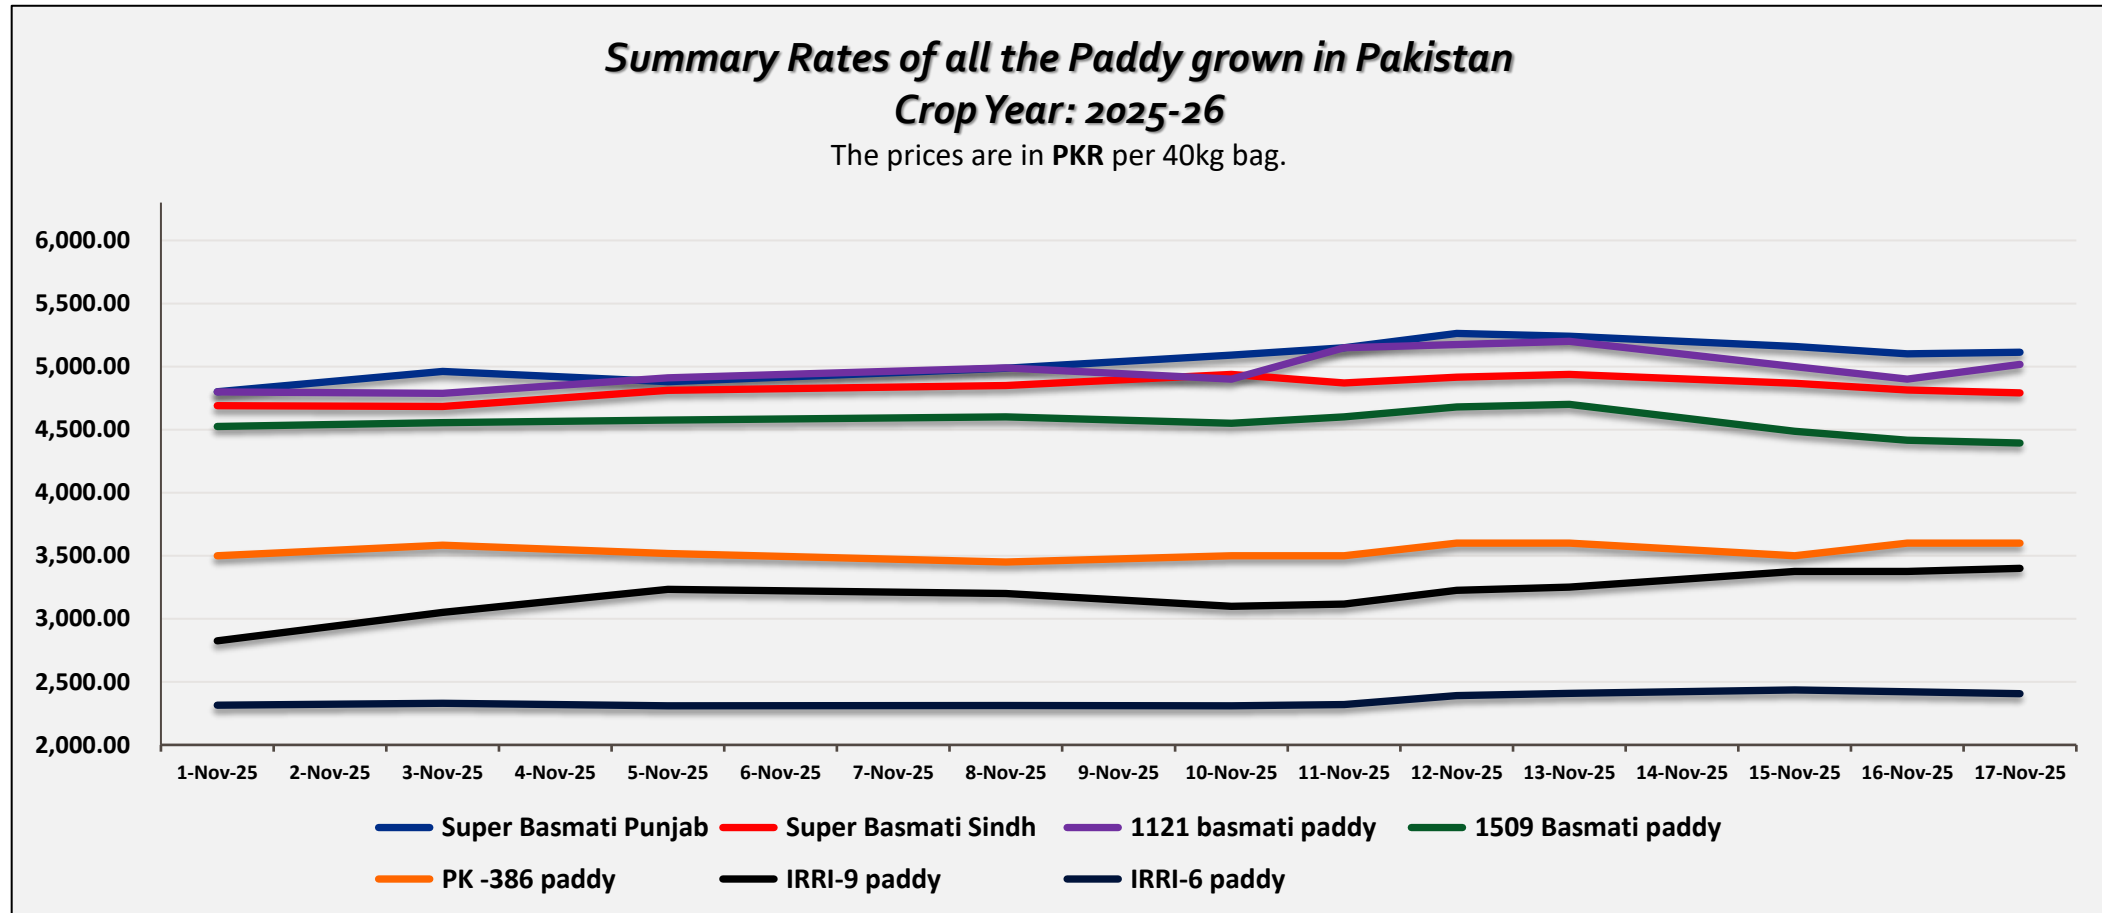 Summary Rates of all the Paddy grown in Pakistan
Crop Year: 2025-26
The prices are in PKR per 40kg bag.
6,000.00
5,500.00
5,000.00
4,500.00
4,000.00
3,500.00
3,000.00
2,500.00
2,000.00
1-Nov-25 2-Nov-25 3-Nov-25 4-Nov-25 5-Nov-25 6-Nov-25 7-Nov-25 8-Nov-25 9-Nov-25 10-Nov-25 11-Nov-25 12-Nov-25 13-Nov-25 14-Nov-25 15-Nov-25 16-Nov-25 17-Nov-25
Super Basmati Punjab Super Basmati Sindh 1121 basmati paddy 1509 Basmati paddy
PK -386 paddy IRRI-9 paddy IRRI-6 paddy